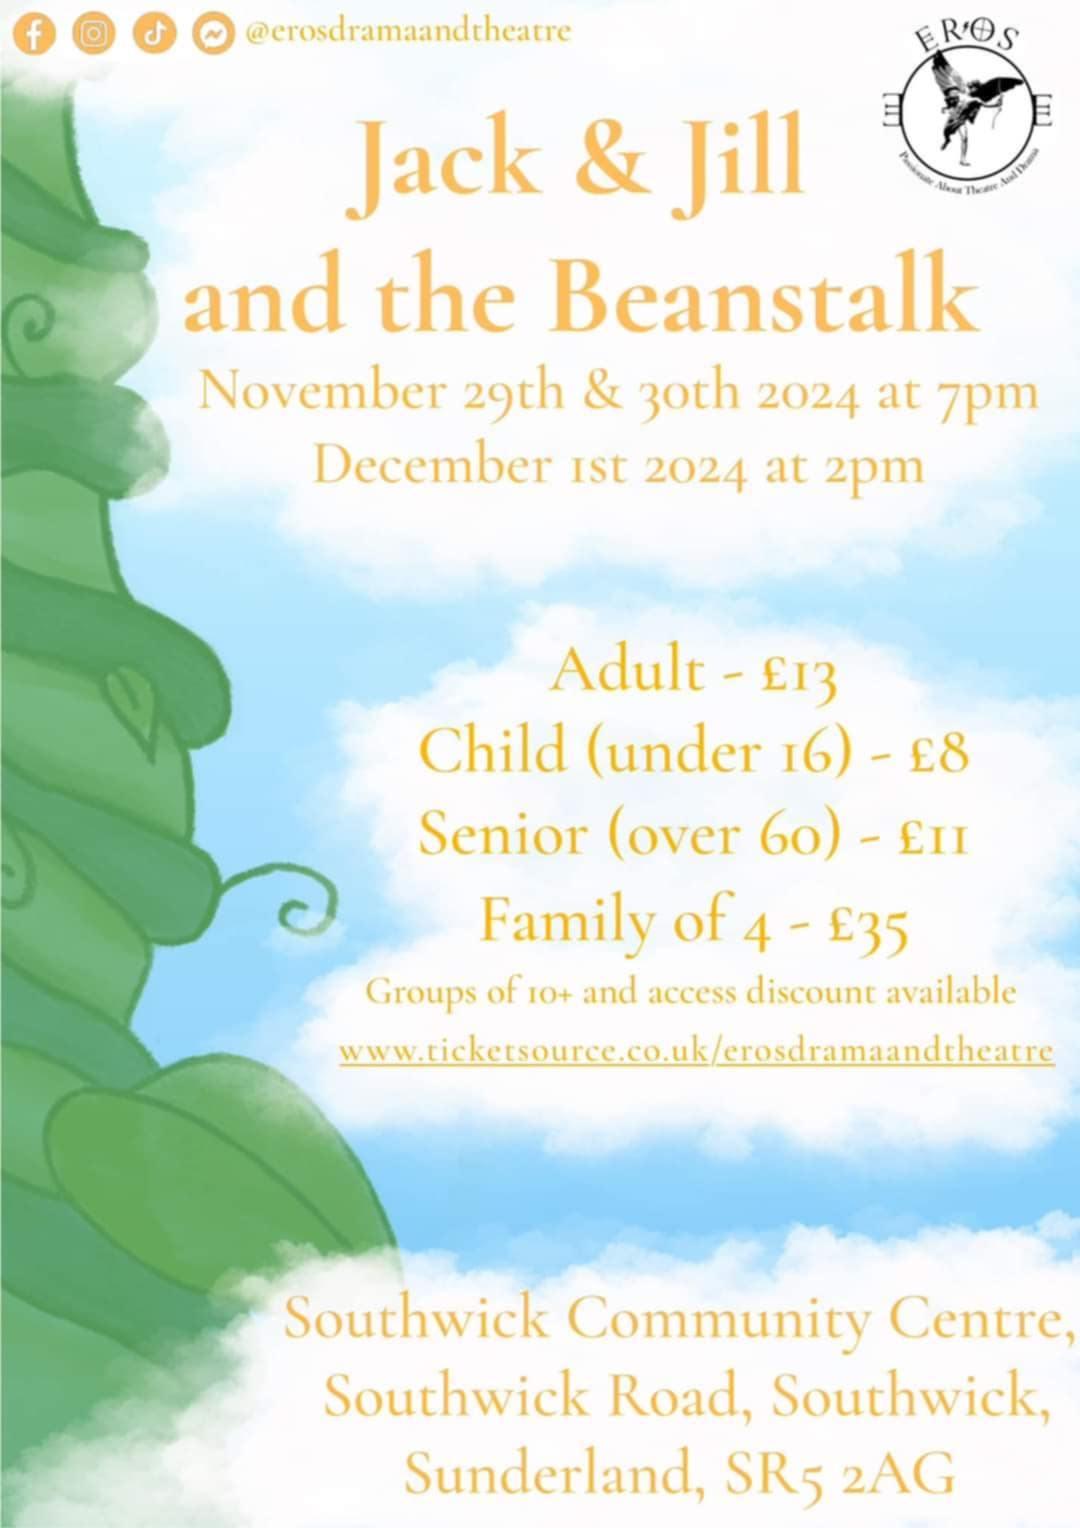 @erosdramaandtheatre
EROS
Passionate About Theatre And Drama
Jack & Jill
and the Beanstalk
November 29th & 30th 2024 at 7pm
December 1st 2024 at 2pm
Adult - £13
Child (under 16) - £8
Senior (over 60) - £11
Family of 4 - £35
Groups of 10+ and access discount available
www.ticketsource.co.uk/erosdramaandtheatre
Southwick Community Centre,
Southwick Road, Southwick,
Sunderland, SR5 2AG